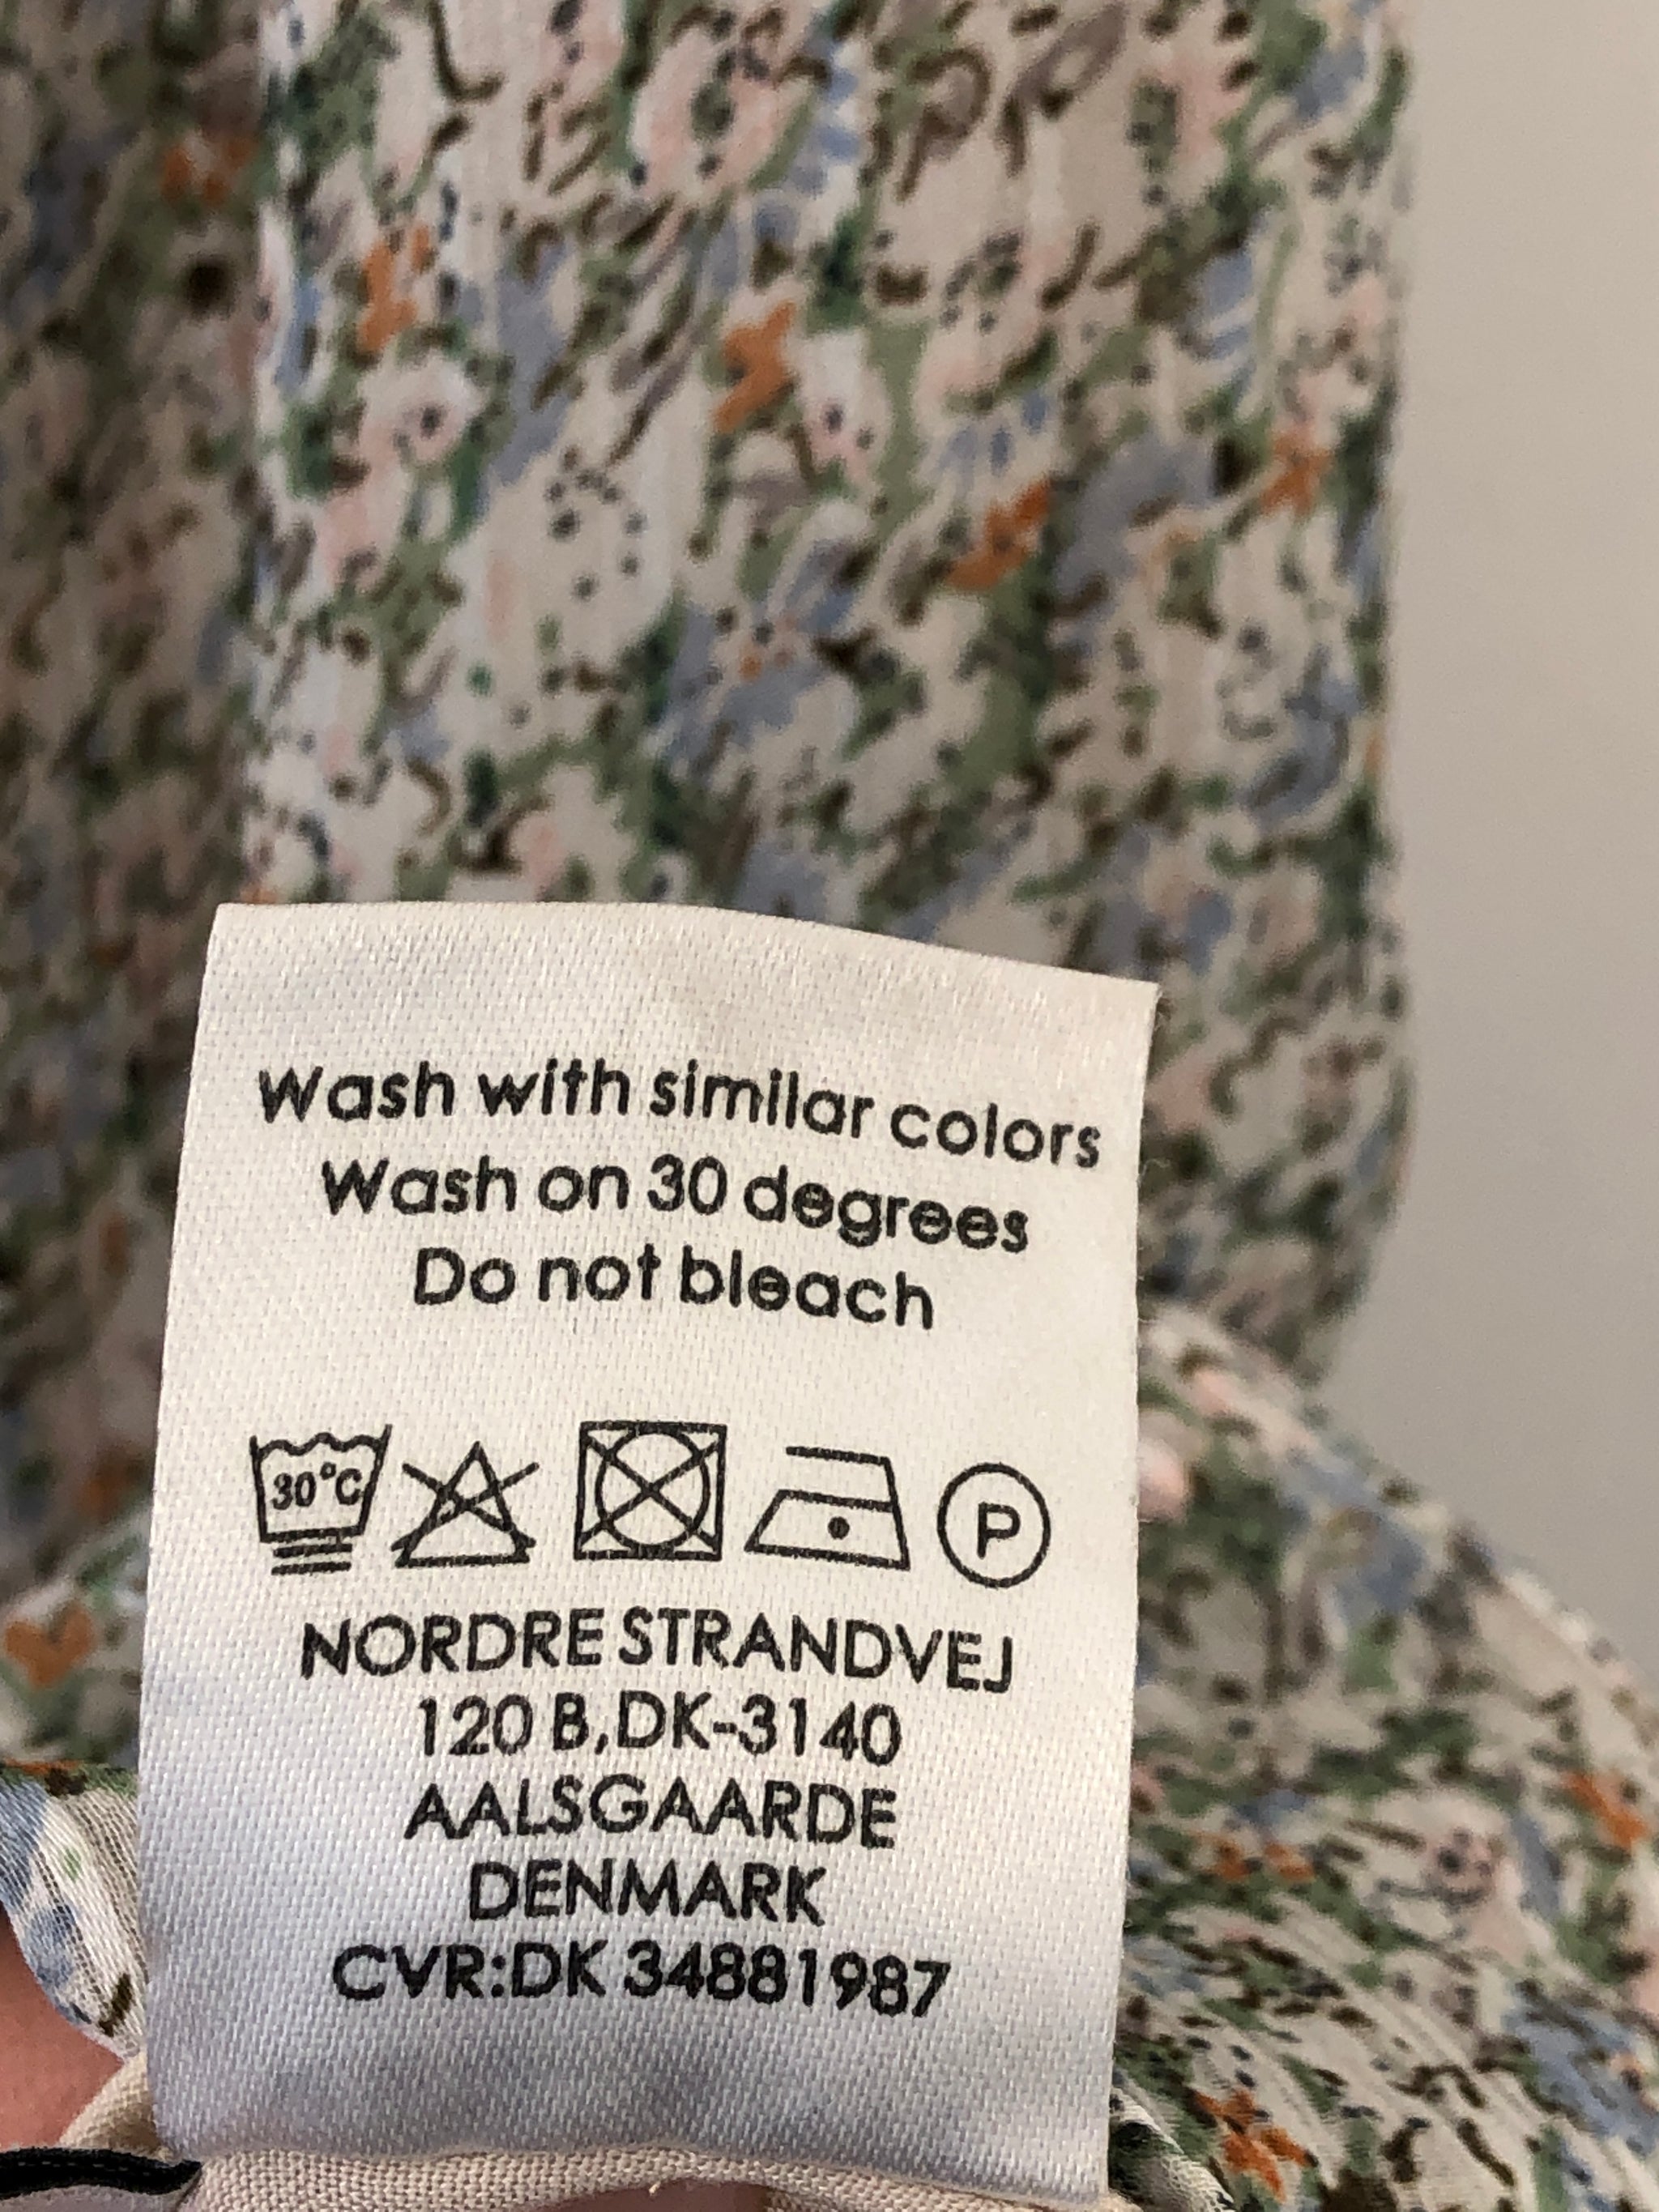 Wash with similar colors
Wash on 30 degrees
Do not bleach
30°C P
NORDRE STRANDVEJ
120 B,DK-3140
AALSGAARDE
DENMARK
CVR:DK 34881987